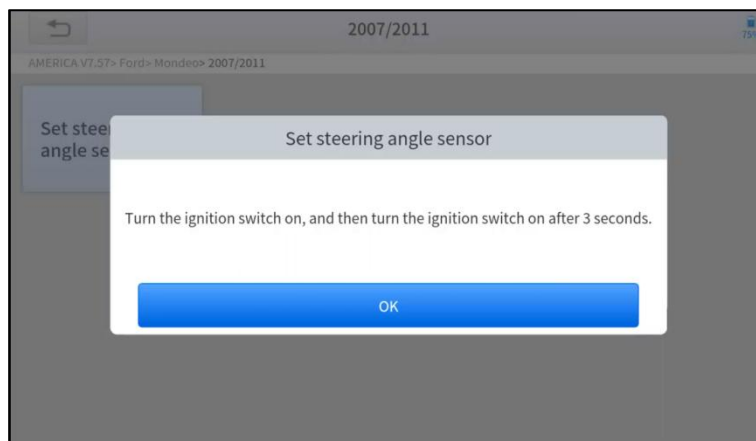 2007/2011
75%
AMERICA V7.57> Ford> Mondeo> 2007/2011
Set stee
angle se
Set steering angle sensor
Turn the ignition switch on, and then turn the ignition switch on after 3 seconds.
OK